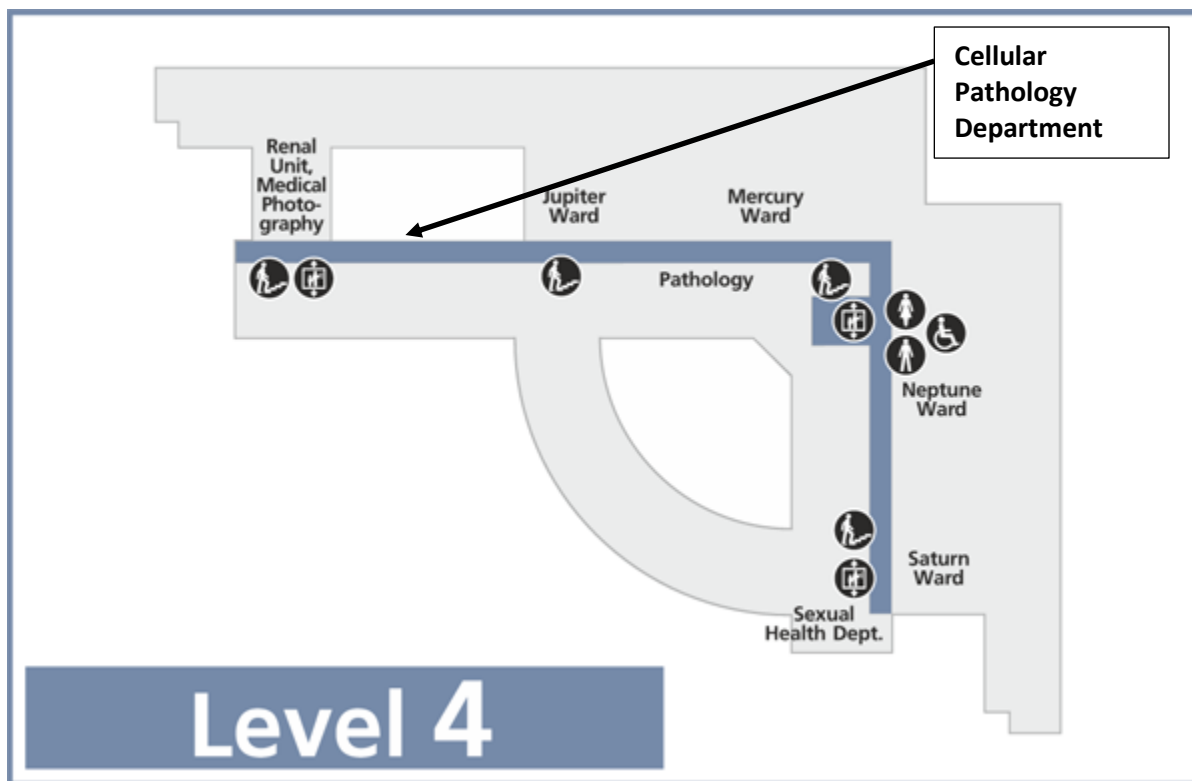 Cellular
Pathology
Department
Renal
Unit,
Medical
Photo-
graphy
Jupiter
Ward
Mercury
Ward
Pathology
Neptune
Ward
Saturn
Ward
Sexual
Health Dept.
Level 4